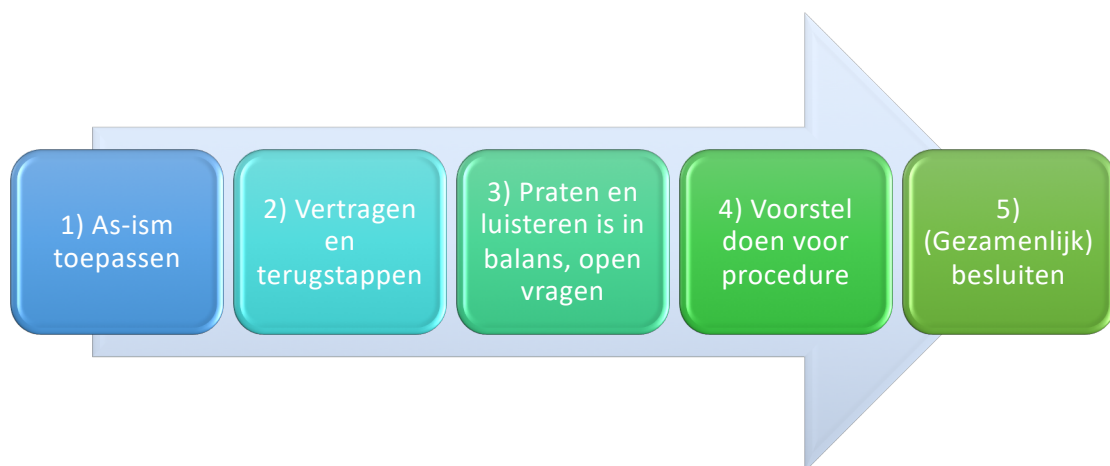 1) As-ism
toepassen
2) Vertragen
en
terugstappen
3) Praten en
luisteren is in
balans, open
vragen
4) Voorstel
doen voor
procedure
5)
(Gezamenlijk)
besluiten